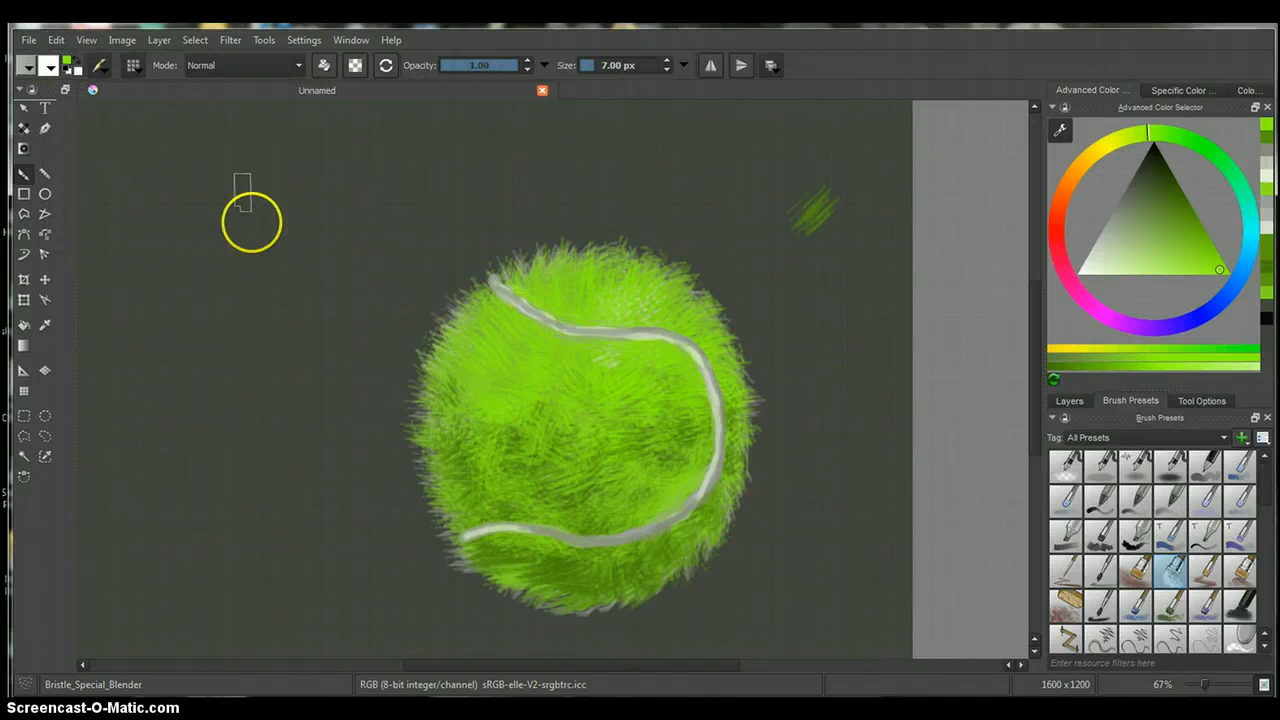 File Edit View Image Layer Select Filter Tools Settings Window Help
Mode: Normal Opacity: 1.00 Size: 7.00 px
Unnamed
Advanced Color ... Specific Color ... Colo...
Advanced Color Selector
Layers Brush Presets Tool Options
Brush Presets
Tag: All Presets
Enter resource filters here
Bristle_Special_Blender RGB (8-bit integer/channel) sRGB-elle-V2-srgbtrc.icc 1600 x 1200 67%
Screencast-O-Matic.com